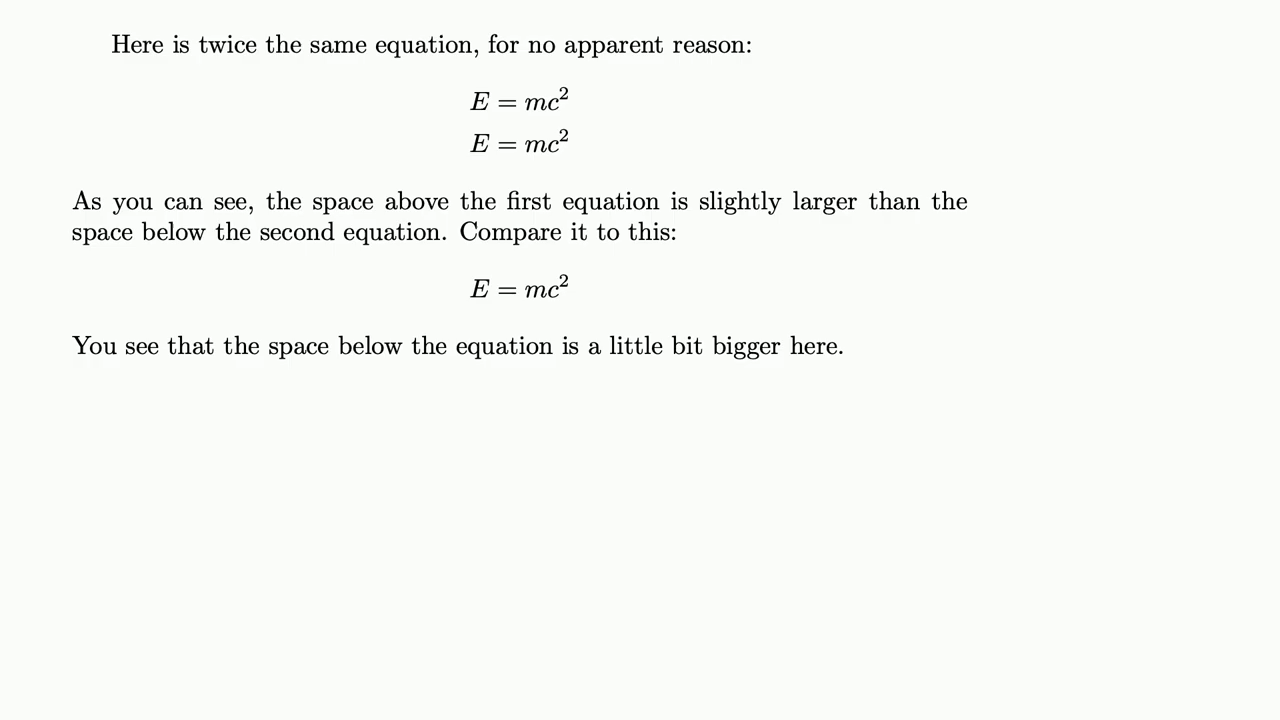 Here is twice the same equation, for no apparent reason:
E = mc²
E = mc²
As you can see, the space above the first equation is slightly larger than the
space below the second equation. Compare it to this:
E = mc²
You see that the space below the equation is a little bit bigger here.